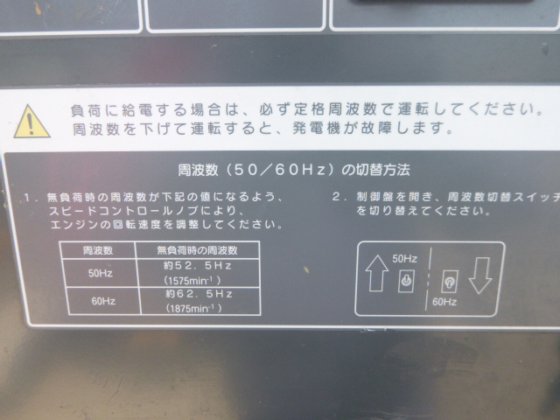 負荷に給電する場合は、必ず定格周波数で運転してください。
周波数を下げて運転すると、発電機が故障します。
周波数（50／60Hz）の切替方法
1．無負荷時の周波数が下記の値になるよう、
スピードコントロールノブにより、
エンジンの回転速度を調整してください。
2．制御盤を開き、周波数切替スイッチ
を切り替えてください。
周波数 無負荷時の周波数
50Hz 約52．5Hz
(1575min⁻¹)
60Hz 約62．5Hz
(1875min⁻¹)
50Hz
60Hz